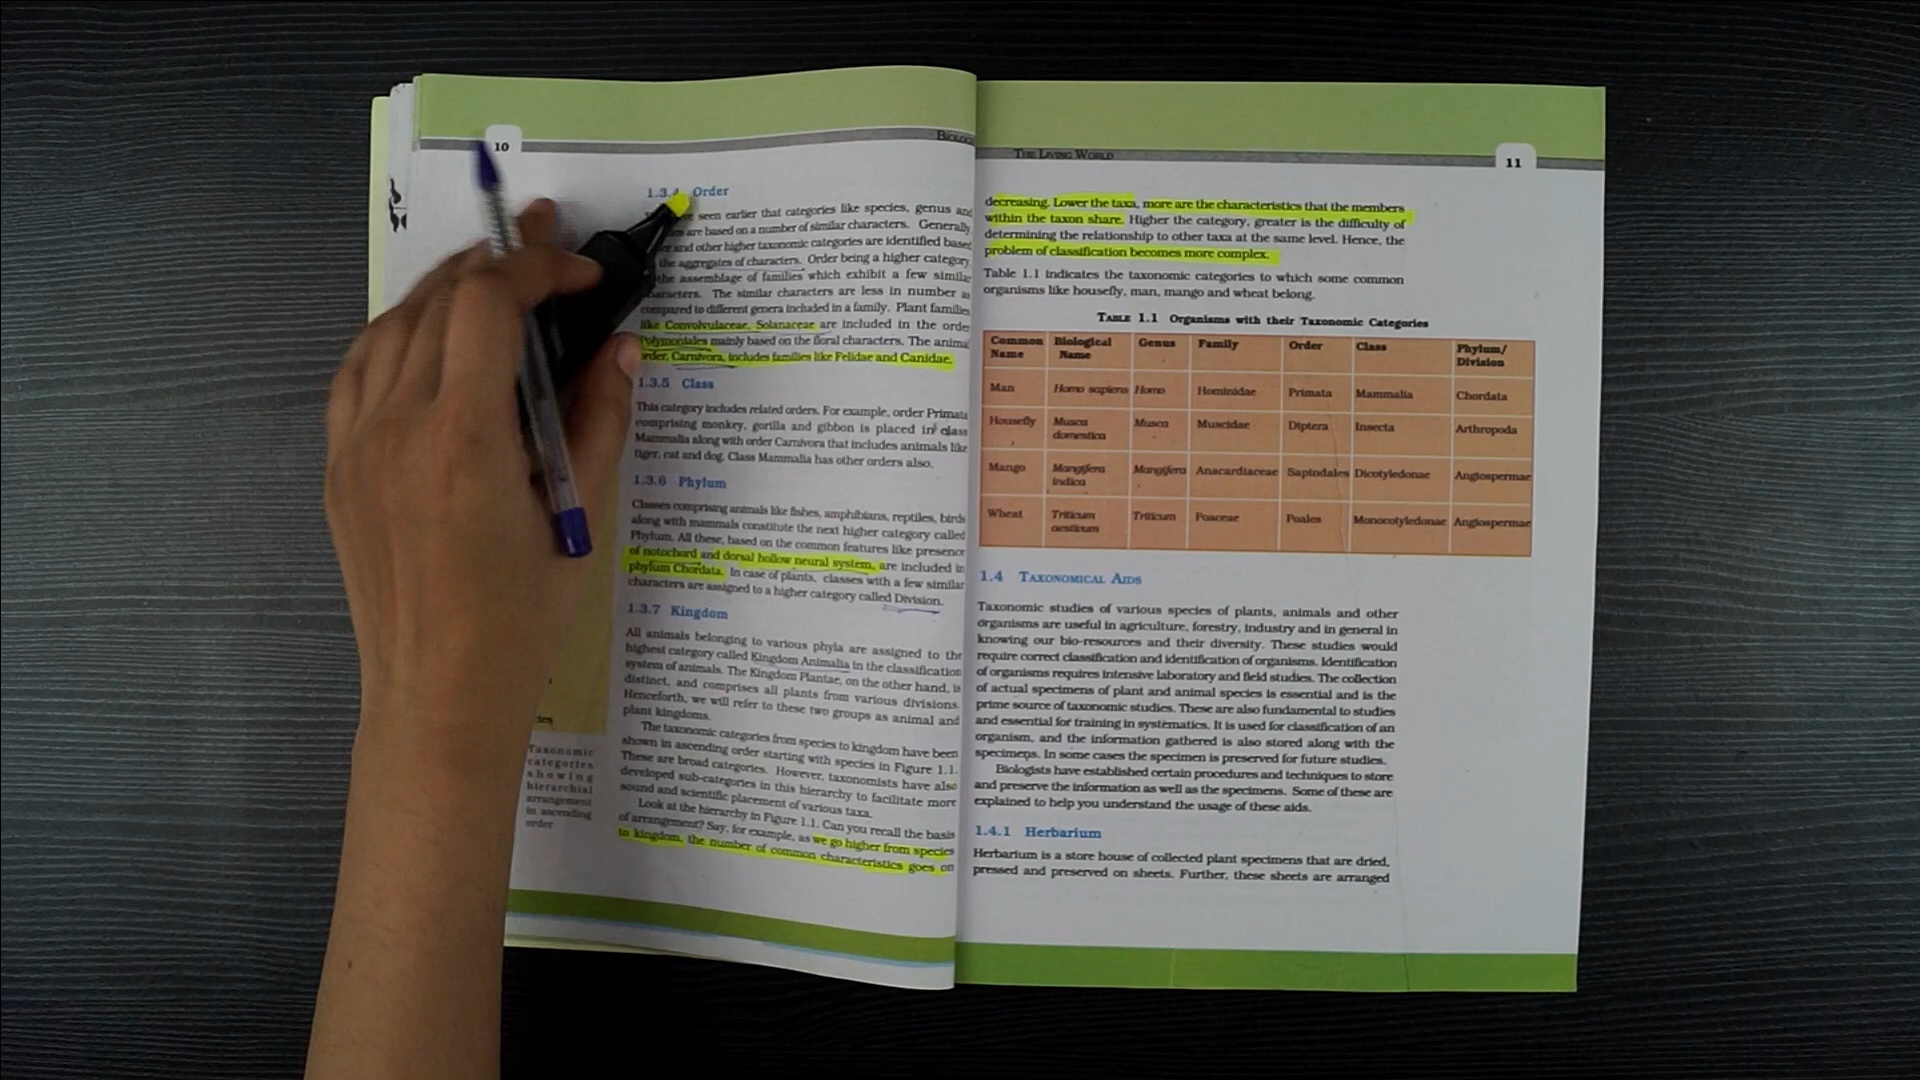 10
BIOLOG
1.3.4 Order
seen earlier that categories like species, genus and
are based on a number of similar characters. Generally,
and other higher taxonomic categories are identified based
the aggregates of characters. Order being a higher category,
the assemblage of families which exhibit a few similar
characters. The similar characters are less in number as
compared to different genera included in a family. Plant families
like Convolvulaceae, Solanaceae are included in the order
Polymoniales mainly based on the floral characters. The animal
order, Carnivora, includes families like Felidae and Canidae.
1.3.5 Class
This category includes related orders. For example, order Primata
comprising monkey, gorilla and gibbon is placed in class
Mammalia along with order Carnivora that includes animals like
tiger, cat and dog. Class Mammalia has other orders also.
1.3.6 Phylum
Classes comprising animals like fishes, amphibians, reptiles, birds
along with mammals constitute the next higher category called
Phylum. All these, based on the common features like presence
of notochord and dorsal hollow neural system, are included in
phylum Chordata. In case of plants, classes with a few similar
characters are assigned to a higher category called Division.
1.3.7 Kingdom
All animals belonging to various phyla are assigned to the
highest category called Kingdom Animalia in the classification
system of animals. The Kingdom Plantae, on the other hand, is
distinct, and comprises all plants from various divisions.
Henceforth, we will refer to these two groups as animal and
plant kingdoms.
The taxonomic categories from species to kingdom have been
shown in ascending order starting with species in Figure 1.1.
These are broad categories. However, taxonomists have also
developed sub-categories in this hierarchy to facilitate more
sound and scientific placement of various taxa.
Look at the hierarchy in Figure 1.1. Can you recall the basis
of arrangement? Say, for example, as we go higher from species
to kingdom, the number of common characteristics goes on
cies
Taxonomic
categories
showing
hierarchial
arrangement
in ascending
order
THE LIVING WORLD
11
decreasing. Lower the taxa, more are the characteristics that the members
within the taxon share. Higher the category, greater is the difficulty of
determining the relationship to other taxa at the same level. Hence, the
problem of classification becomes more complex.
Table 1.1 indicates the taxonomic categories to which some common
organisms like housefly, man, mango and wheat belong.
TABLE 1.1 Organisms with their Taxonomic Categories
Common Name Biological Name Genus Family Order Class Phylum/ Division
Man Homo sapiens Homo Hominidae Primata Mammalia Chordata
Housefly Musca domestica Musca Muscidae Diptera Insecta Arthropoda
Mango Mangifera indica Mangifera Anacardiaceae Sapindales Dicotyledonae Angiospermae
Wheat Triticum aestivum Triticum Poaceae Poales Monocotyledonae Angiospermae
1.4 TAXONOMICAL AIDS
Taxonomic studies of various species of plants, animals and other
organisms are useful in agriculture, forestry, industry and in general in
knowing our bio-resources and their diversity. These studies would
require correct classification and identification of organisms. Identification
of organisms requires intensive laboratory and field studies. The collection
of actual specimens of plant and animal species is essential and is the
prime source of taxonomic studies. These are also fundamental to studies
and essential for training in systematics. It is used for classification of an
organism, and the information gathered is also stored along with the
specimens. In some cases the specimen is preserved for future studies.
Biologists have established certain procedures and techniques to store
and preserve the information as well as the specimens. Some of these are
explained to help you understand the usage of these aids.
1.4.1 Herbarium
Herbarium is a store house of collected plant specimens that are dried,
pressed and preserved on sheets. Further, these sheets are arranged